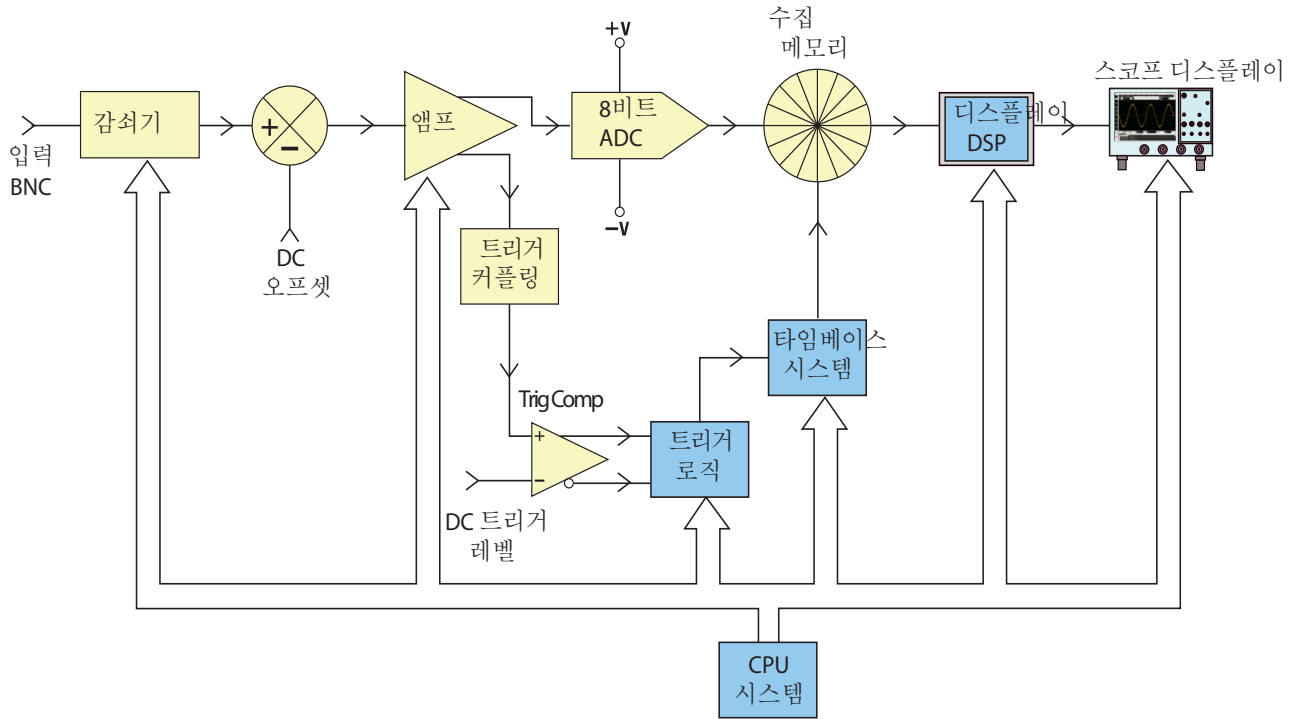 입력
BNC
감쇠기
+
−
DC
오프셋
앰프
+v
8비트
ADC
−v
수집
메모리
디스플레이
DSP
스코프 디스플레이
트리거
커플링
Trig Comp
+
−
DC 트리거
레벨
트리거
로직
타임베이스
시스템
CPU
시스템